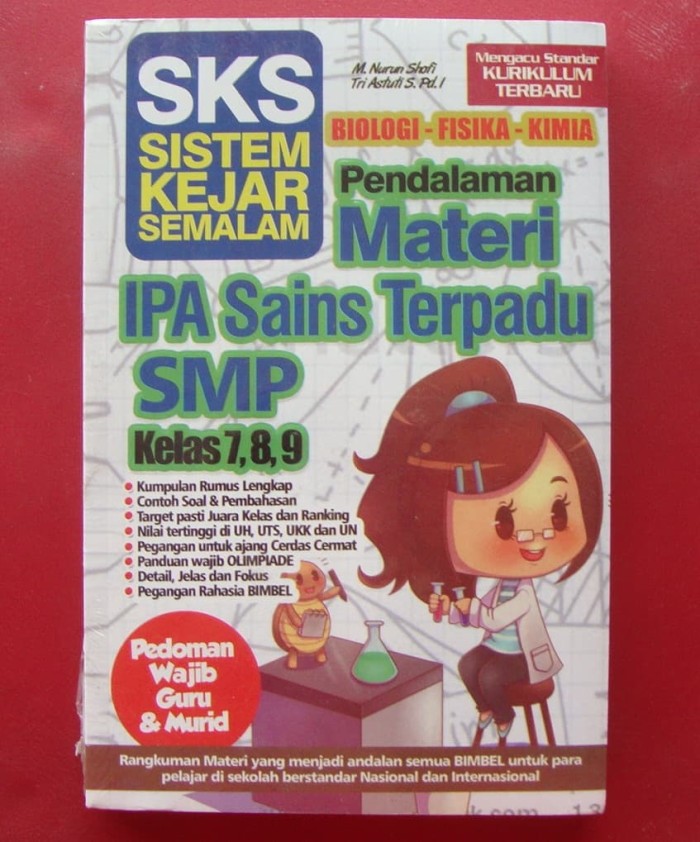 SKS
SISTEM
KEJAR
SEMALAM
M. Nurun Shofi
Tri Astuti S. Pd. I
Mengacu Standar
KURIKULUM
TERBARU
BIOLOGI - FISIKA - KIMIA
Pendalaman
Materi
IPA Sains Terpadu
SMP
Kelas 7, 8, 9
• Kumpulan Rumus Lengkap
• Contoh Soal & Pembahasan
• Target pasti Juara Kelas dan Ranking
• Nilai tertinggi di UH, UTS, UKK dan UN
• Pegangan untuk ajang Cerdas Cermat
• Panduan wajib OLIMPIADE
• Detail, Jelas dan Fokus
• Pegangan Rahasia BIMBEL
Pedoman
Wajib
Guru
& Murid
Rangkuman Materi yang menjadi andalan semua BIMBEL untuk para
pelajar di sekolah berstandar Nasional dan Internasional